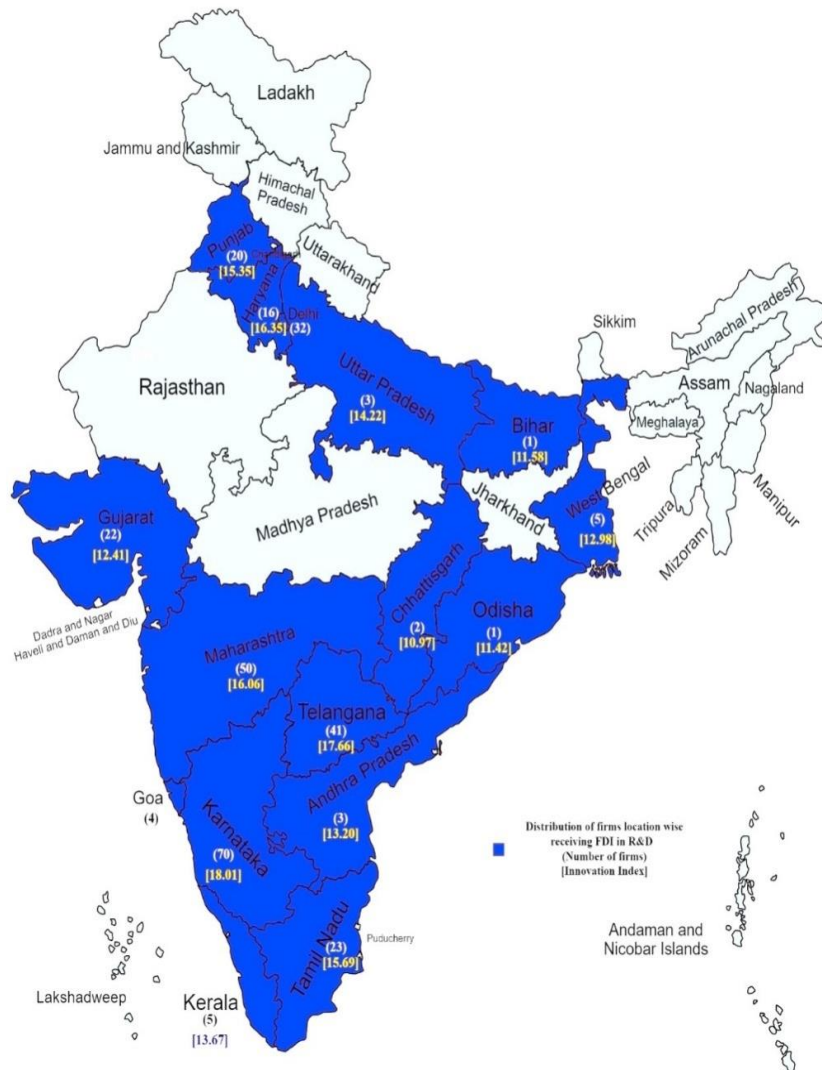 Ladakh
Jammu and Kashmir
Himachal
Pradesh
Punjab
(20)
[15.35]
Chandigarh
Uttarakhand
Haryana
(16)
[16.35]
Delhi
(32)
Rajasthan
Uttar Pradesh
(3)
[14.22]
Bihar
(1)
[11.58]
Sikkim
Arunachal Pradesh
Assam
Nagaland
Meghalaya
Manipur
Tripura
Mizoram
West Bengal
(5)
[12.98]
Jharkhand
Gujarat
(22)
[12.41]
Madhya Pradesh
Dadra and Nagar
Haveli and Daman and Diu
Chhattisgarh
(2)
[10.97]
Odisha
(1)
[11.42]
Maharashtra
(50)
[16.06]
Telangana
(41)
[17.66]
Andhra Pradesh
(3)
[13.20]
Goa
(4)
Karnataka
(70)
[18.01]
Distribution of firms location wise
receiving FDI in R&D
(Number of firms)
[Innovation Index]
Tamil Nadu
(23)
[15.69]
Puducherry
Andaman and
Nicobar Islands
Lakshadweep
Kerala
(5)
[13.67]